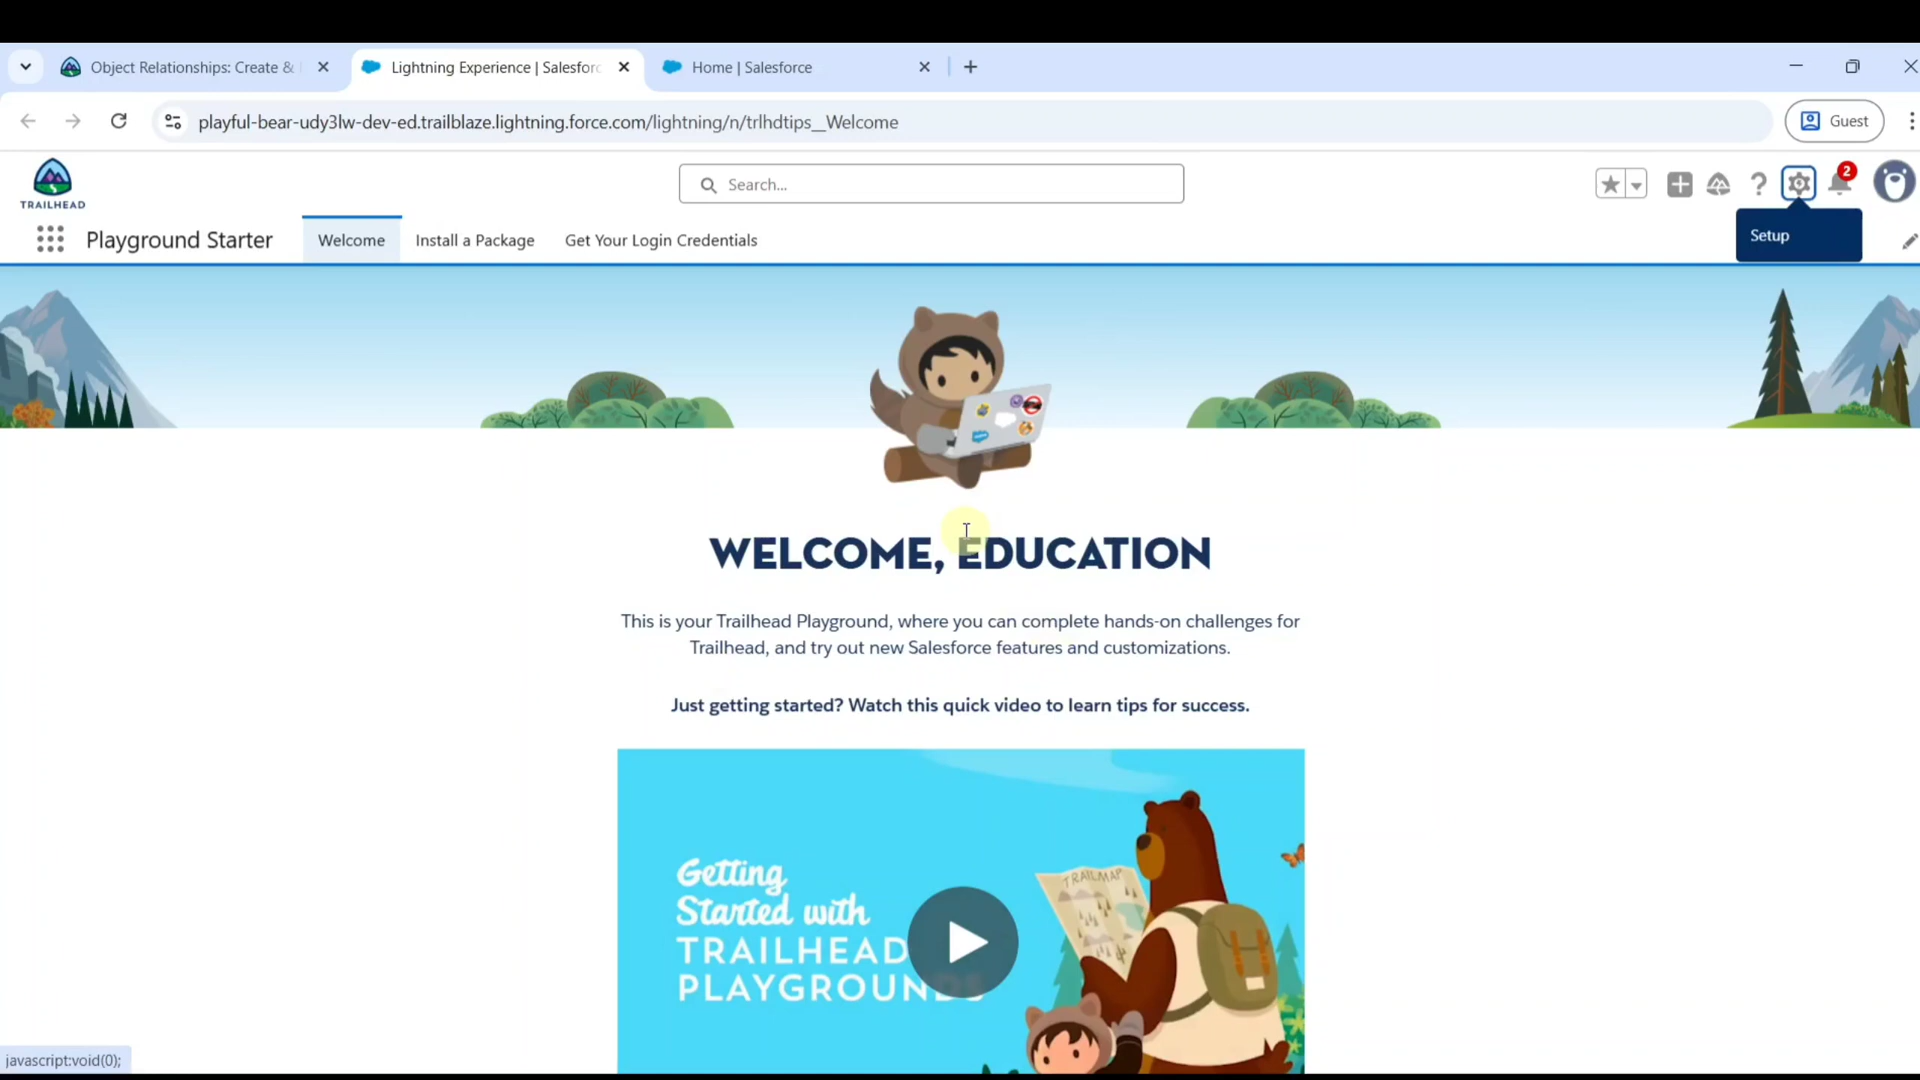 Object Relationships: Create &
Lightning Experience | Salesforc
Home | Salesforce
playful-bear-udy3lw-dev-ed.trailblaze.lightning.force.com/lightning/n/trlhdtips__Welcome
Guest
TRAILHEAD
Search...
2
Playground Starter
Welcome
Install a Package
Get Your Login Credentials
Setup
WELCOME, EDUCATION
This is your Trailhead Playground, where you can complete hands-on challenges for
Trailhead, and try out new Salesforce features and customizations.
Just getting started? Watch this quick video to learn tips for success.
Getting
Started with
TRAILHEAD
PLAYGROUNDS
TRAILMAP
javascript:void(0);